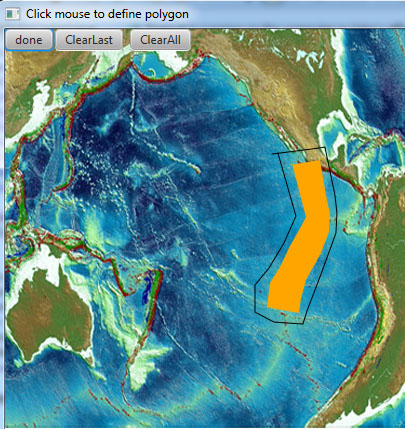 Click mouse to define polygon
done ClearLast ClearAll